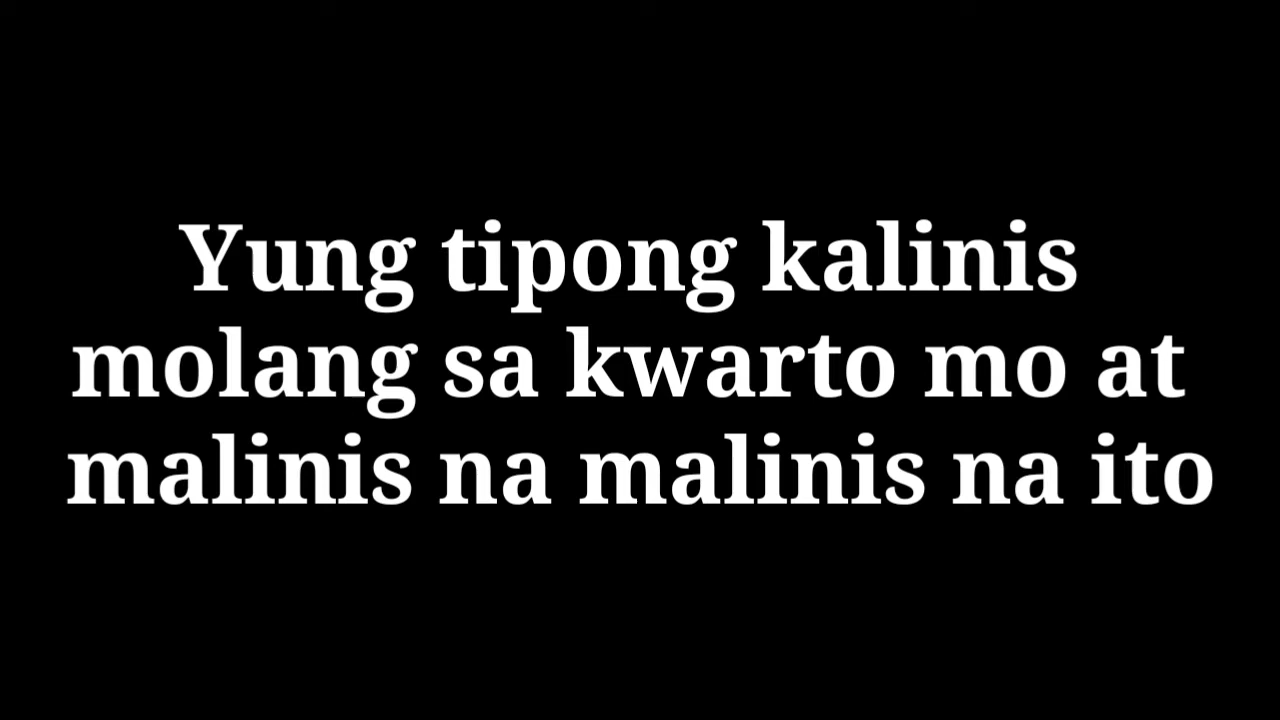 Yung tipong kalinis
molang sa kwarto mo at
malinis na malinis na ito